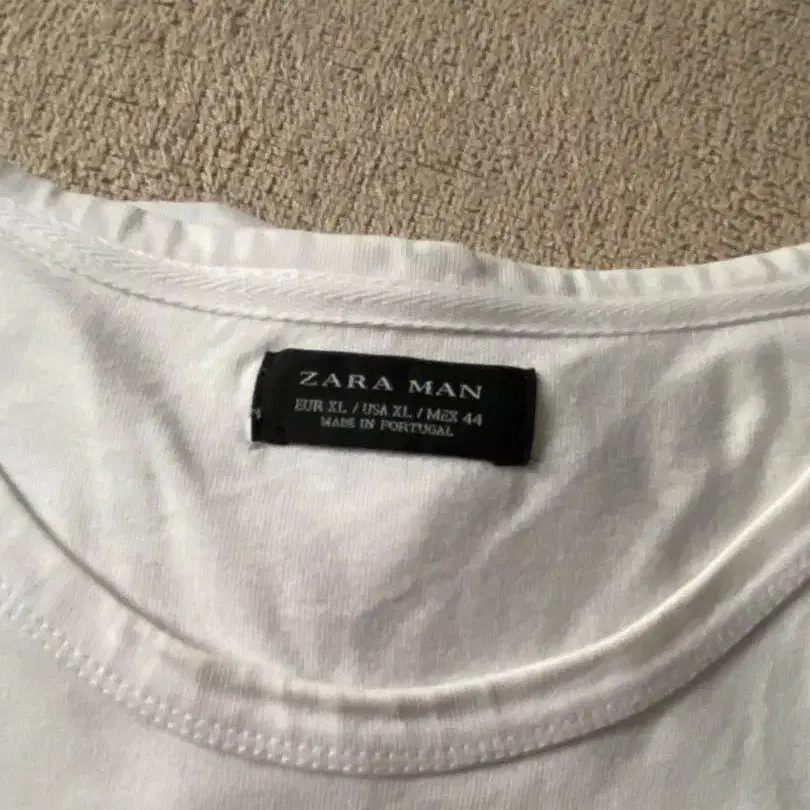 ZARA MAN
EUR XL / USA XL / MEX 44
MADE IN PORTUGAL